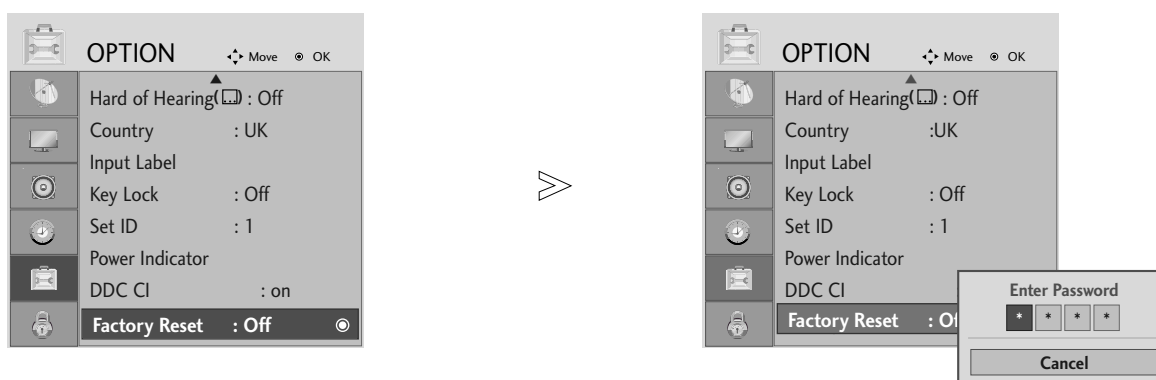 OPTION Move OK
Hard of Hearing( ) : Off
Country : UK
Input Label
Key Lock : Off
Set ID : 1
Power Indicator
DDC CI : on
Factory Reset : Off
OPTION Move OK
Hard of Hearing( ) : Off
Country :UK
Input Label
Key Lock : Off
Set ID : 1
Power Indicator
DDC CI
Factory Reset : Of
Enter Password
* * * *
Cancel